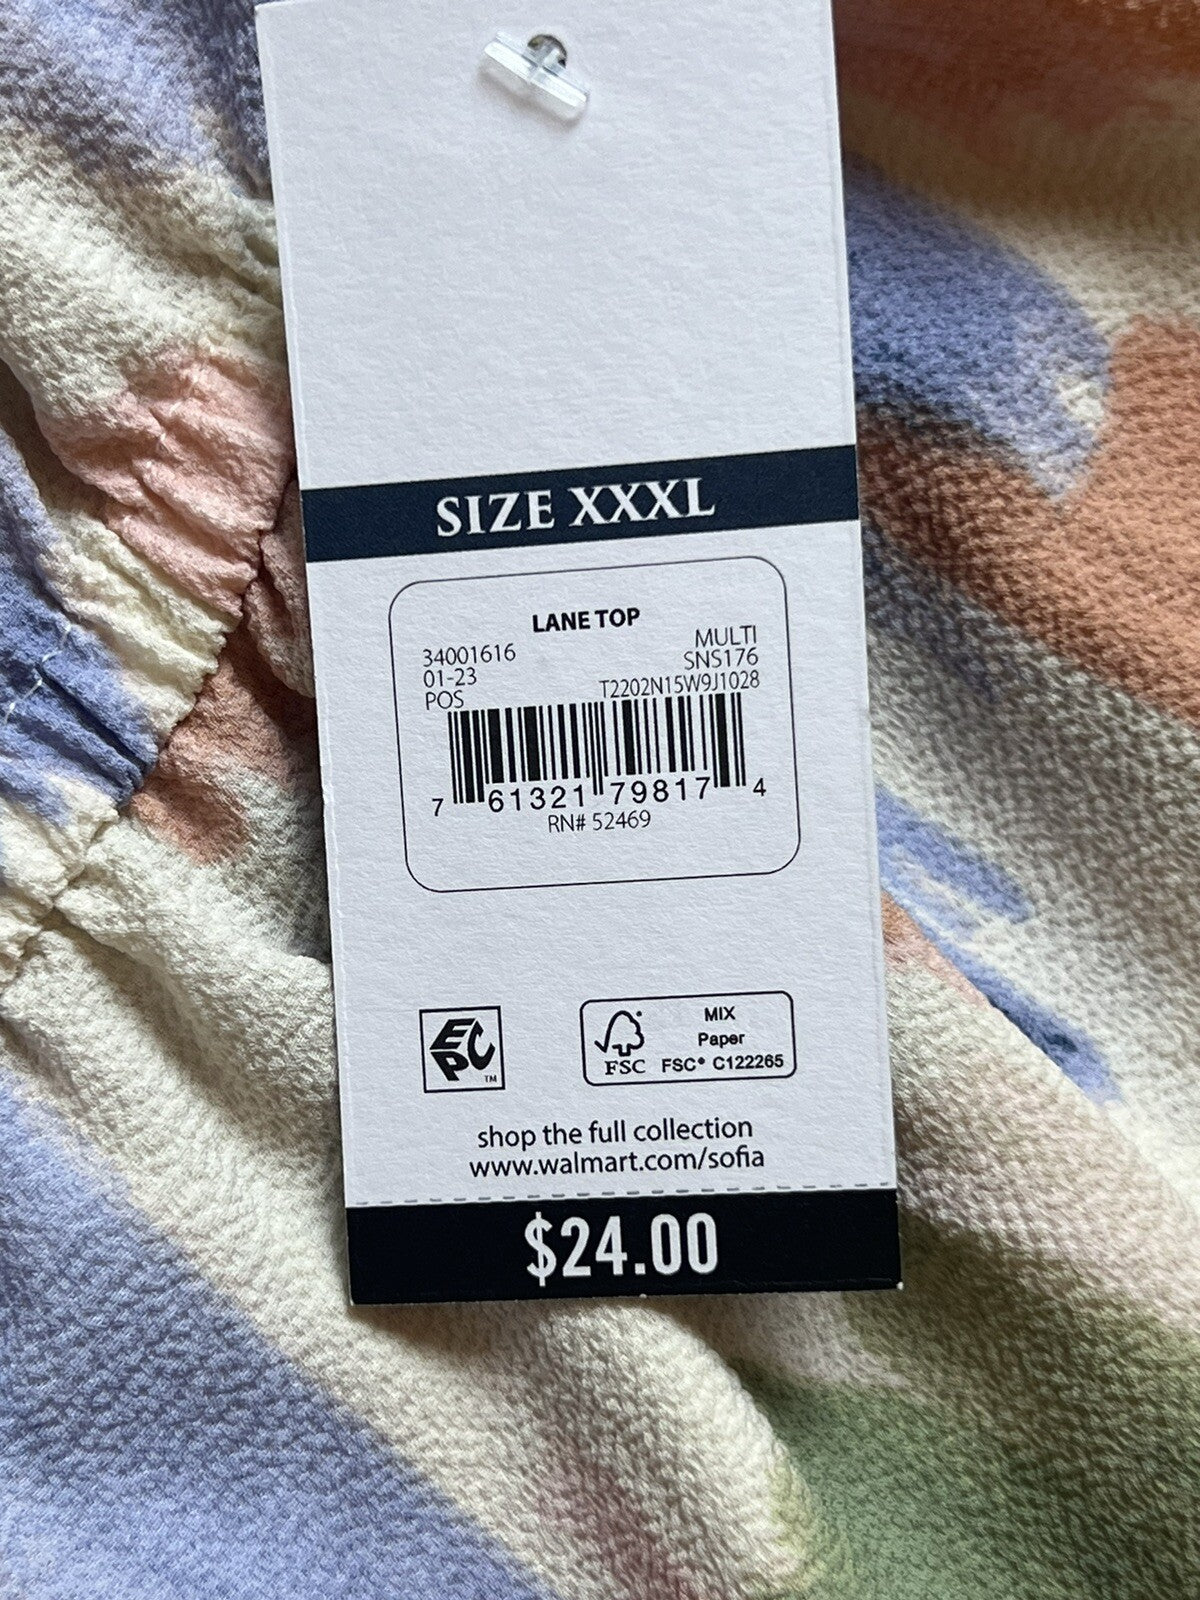 SIZE XXXL
LANE TOP
34001616 MULTI
01-23 SNS176
POS T2202N15W9J1028
7 61321 79817 4
RN# 52469
EPC TM
MIX
Paper
FSC FSC® C122265
shop the full collection
www.walmart.com/sofia
$24.00